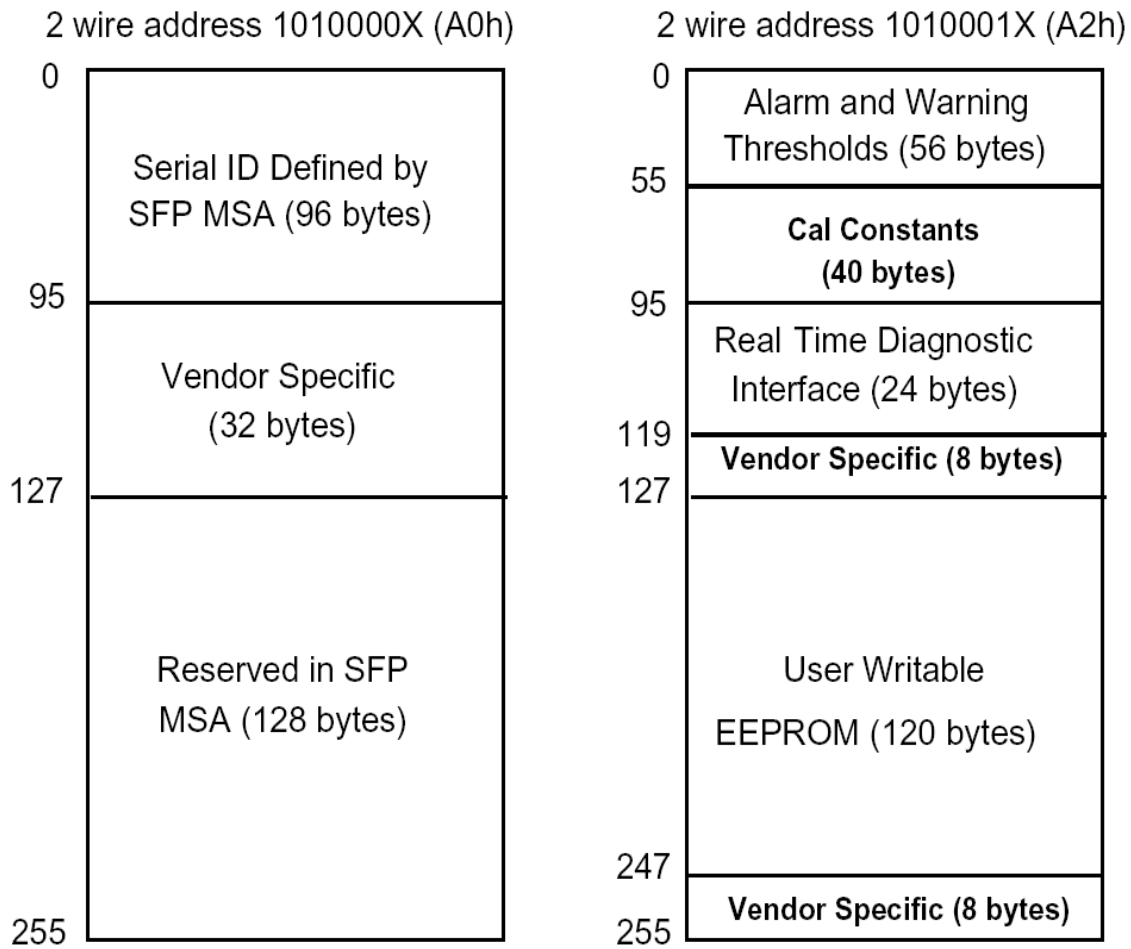 2 wire address 1010000X (A0h)
0
Serial ID Defined by
SFP MSA (96 bytes)
95
Vendor Specific
(32 bytes)
127
Reserved in SFP
MSA (128 bytes)
255
2 wire address 1010001X (A2h)
0
Alarm and Warning
Thresholds (56 bytes)
55
Cal Constants
(40 bytes)
95
Real Time Diagnostic
Interface (24 bytes)
119
Vendor Specific (8 bytes)
127
User Writable
EEPROM (120 bytes)
247
Vendor Specific (8 bytes)
255